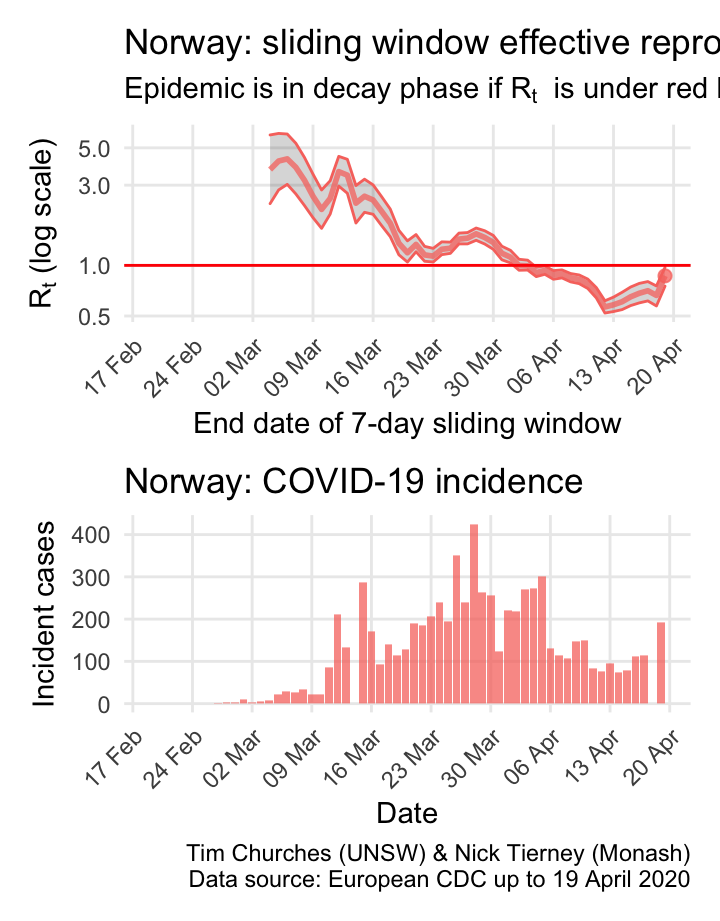 Norway: sliding window effective repro
Epidemic is in decay phase if Rt is under red
5.0
3.0
1.0
0.5
Rt (log scale)
17 Feb
24 Feb
02 Mar
09 Mar
16 Mar
23 Mar
30 Mar
06 Apr
13 Apr
20 Apr
End date of 7-day sliding window
Norway: COVID-19 incidence
400
300
200
100
0
Incident cases
17 Feb
24 Feb
02 Mar
09 Mar
16 Mar
23 Mar
30 Mar
06 Apr
13 Apr
20 Apr
Date
Tim Churches (UNSW) & Nick Tierney (Monash)
Data source: European CDC up to 19 April 2020